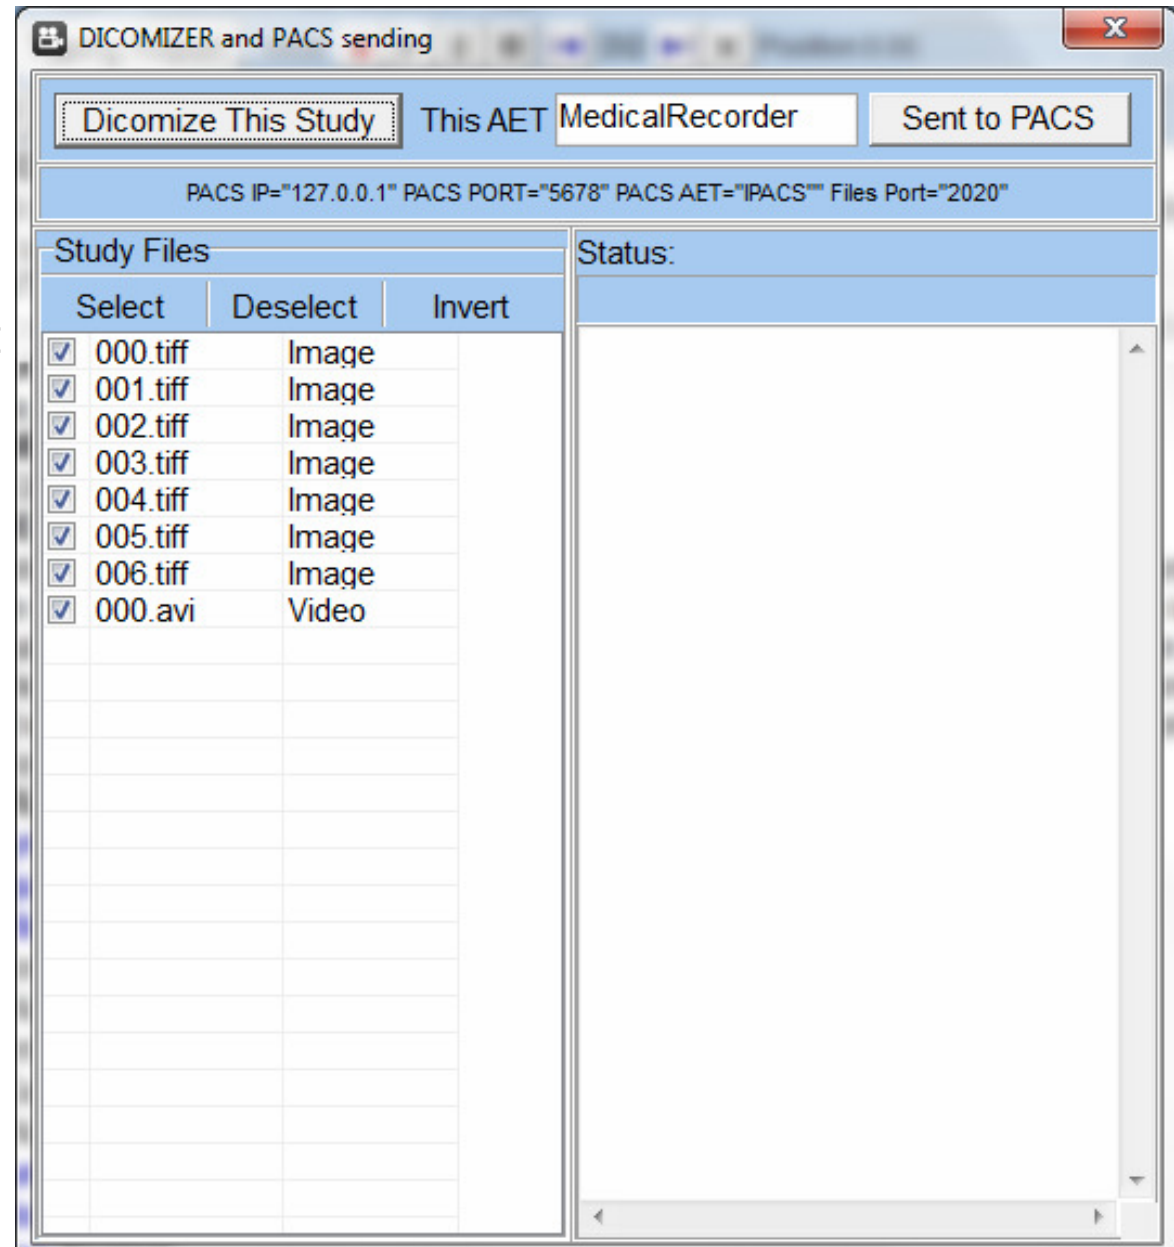 DICOMIZER and PACS sending
X
Dicomize This Study This AET MedicalRecorder Sent to PACS
PACS IP="127.0.0.1" PACS PORT="5678" PACS AET="IPACS"" Files Port="2020"
Study Files
Select Deselect Invert
000.tiff Image
001.tiff Image
002.tiff Image
003.tiff Image
004.tiff Image
005.tiff Image
006.tiff Image
000.avi Video
Status: